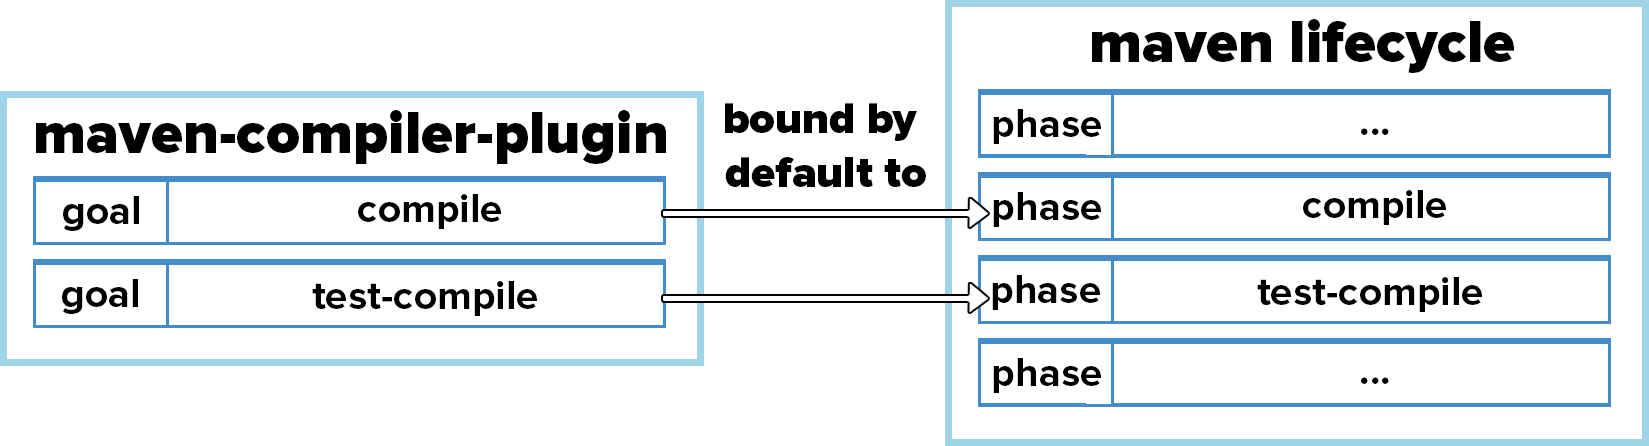 maven-compiler-plugin
goal compile
goal test-compile
bound by
default to
maven lifecycle
phase ...
phase compile
phase test-compile
phase ...